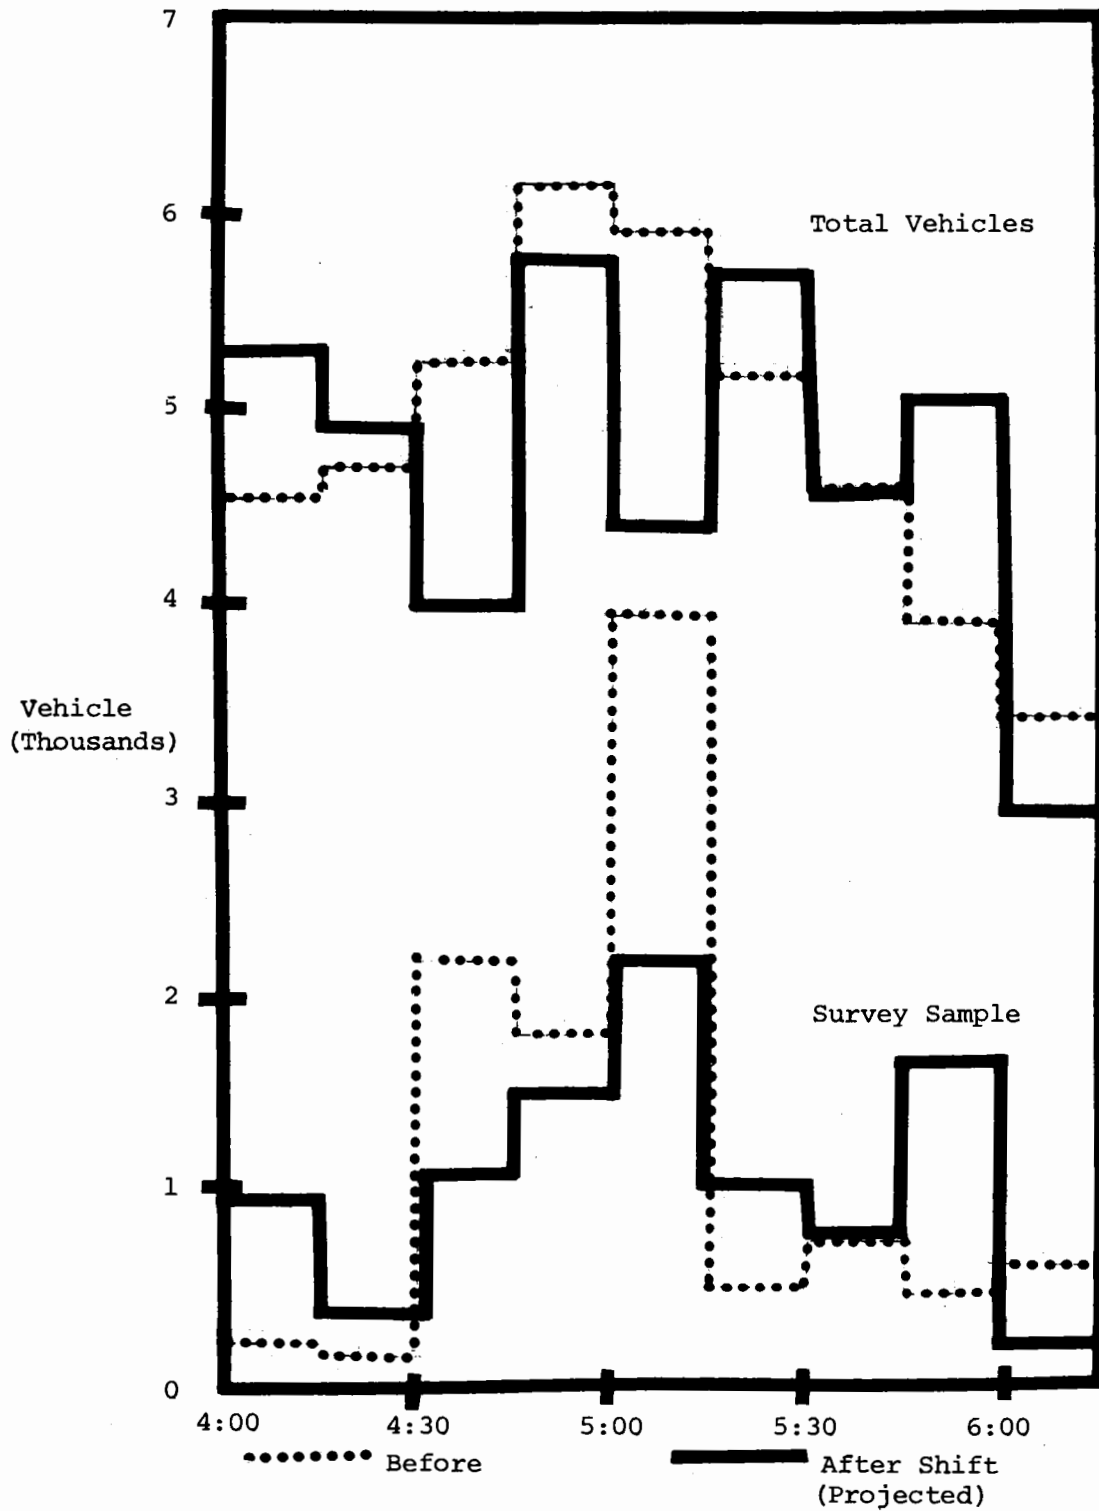 7
6
Total Vehicles
5
4
Vehicle
(Thousands)
3
2
Survey Sample
1
0
4:00 4:30 5:00 5:30 6:00
Before
After Shift
(Projected)